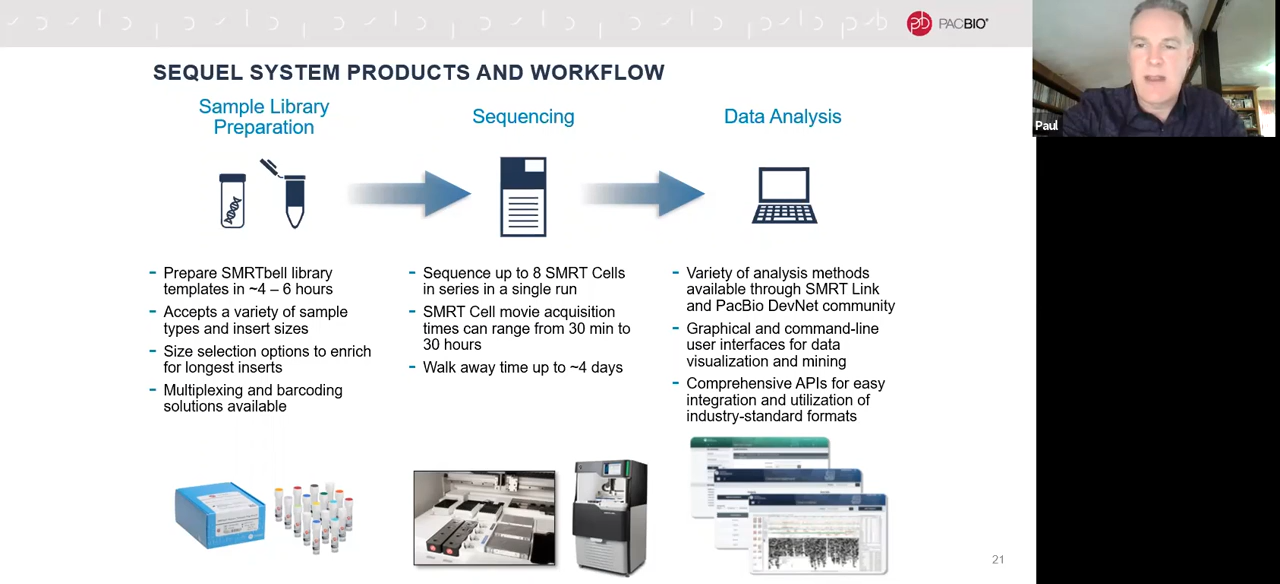 PACBIO®
Paul
SEQUEL SYSTEM PRODUCTS AND WORKFLOW
Sample Library
Preparation
Prepare SMRTbell library
templates in ~4 – 6 hours
Accepts a variety of sample
types and insert sizes
Size selection options to enrich
for longest inserts
Multiplexing and barcoding
solutions available
Sequencing
Sequence up to 8 SMRT Cells
in series in a single run
SMRT Cell movie acquisition
times can range from 30 min to
30 hours
Walk away time up to ~4 days
Data Analysis
Variety of analysis methods
available through SMRT Link
and PacBio DevNet community
Graphical and command-line
user interfaces for data
visualization and mining
Comprehensive APIs for easy
integration and utilization of
industry-standard formats
21